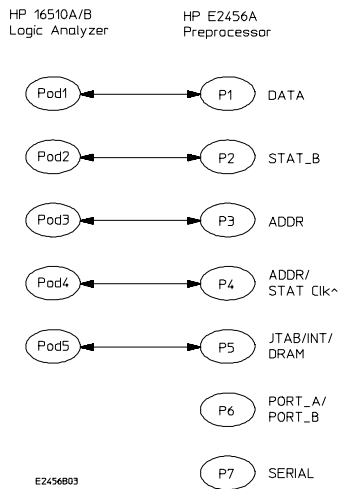 HP 16510A/B
Logic Analyzer
HP E2456A
Preprocessor
Pod1
P1
DATA
Pod2
P2
STAT_B
Pod3
P3
ADDR
Pod4
P4
ADDR/
STAT Clk^
Pod5
P5
JTAB/INT/
DRAM
P6
PORT_A/
PORT_B
P7
SERIAL
E2456B03